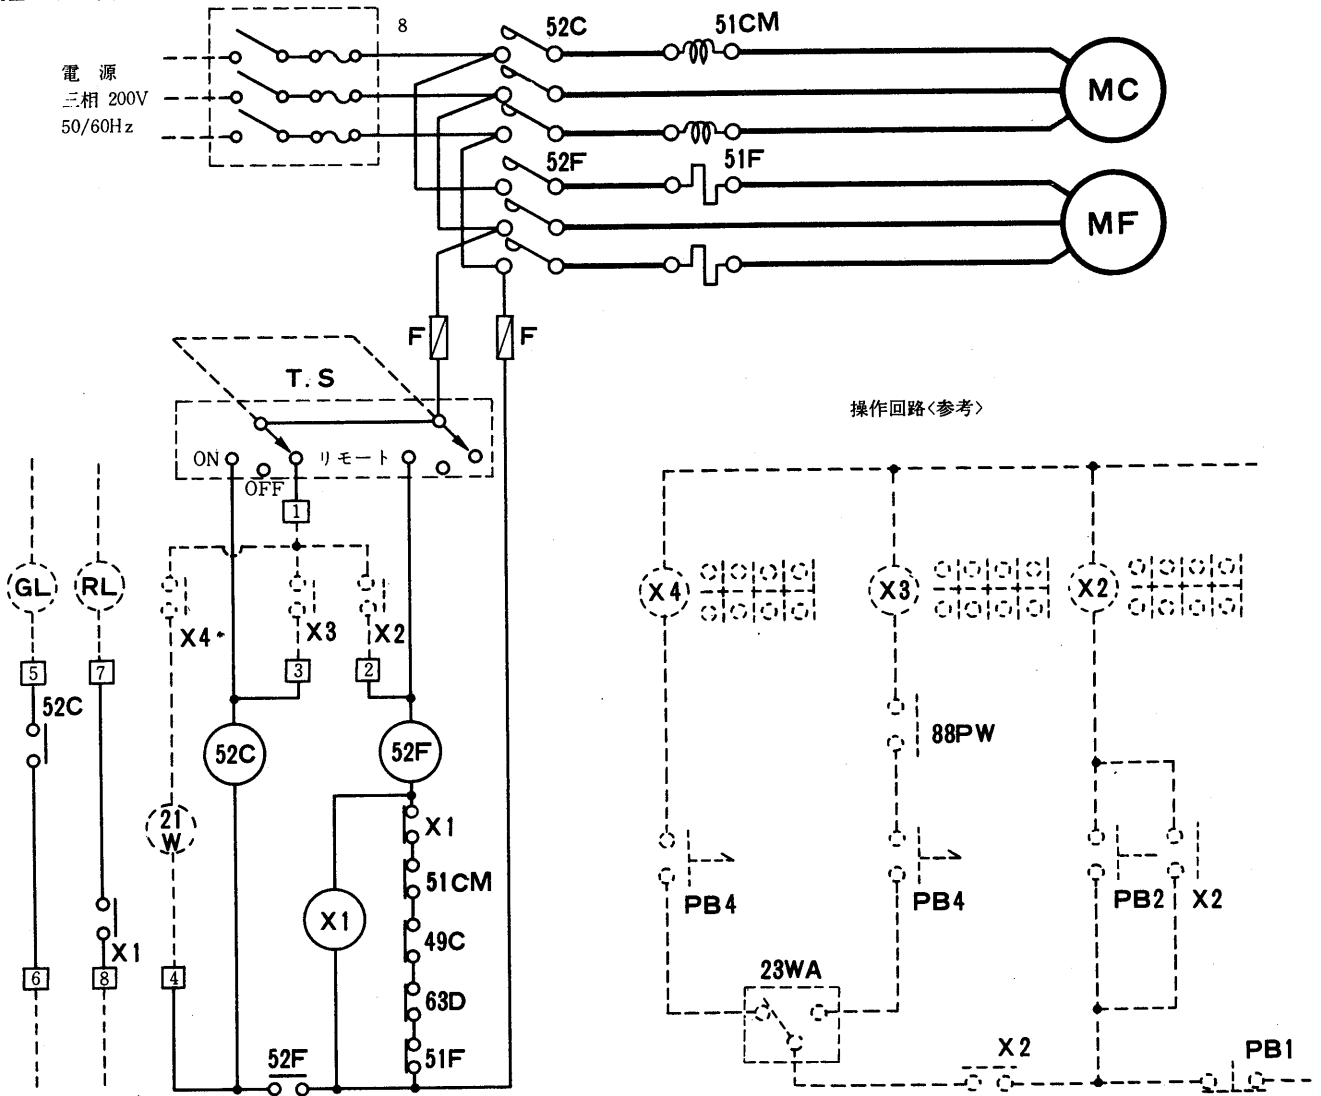 8
52C
51CM
電 源
三相 200V
50/60Hz
MC
52F
51F
MF
F
F
T.S
操作回路〈参考〉
ON
リモート
OFF
1
GL
RL
X4
X3
X2
X4
X3
X2
5
7
3
2
52C
88PW
52C
52F
21
W
X1
51CM
PB4
PB4
PB2
X2
X1
49C
X1
23WA
6
8
4
63D
52F
51F
X2
PB1